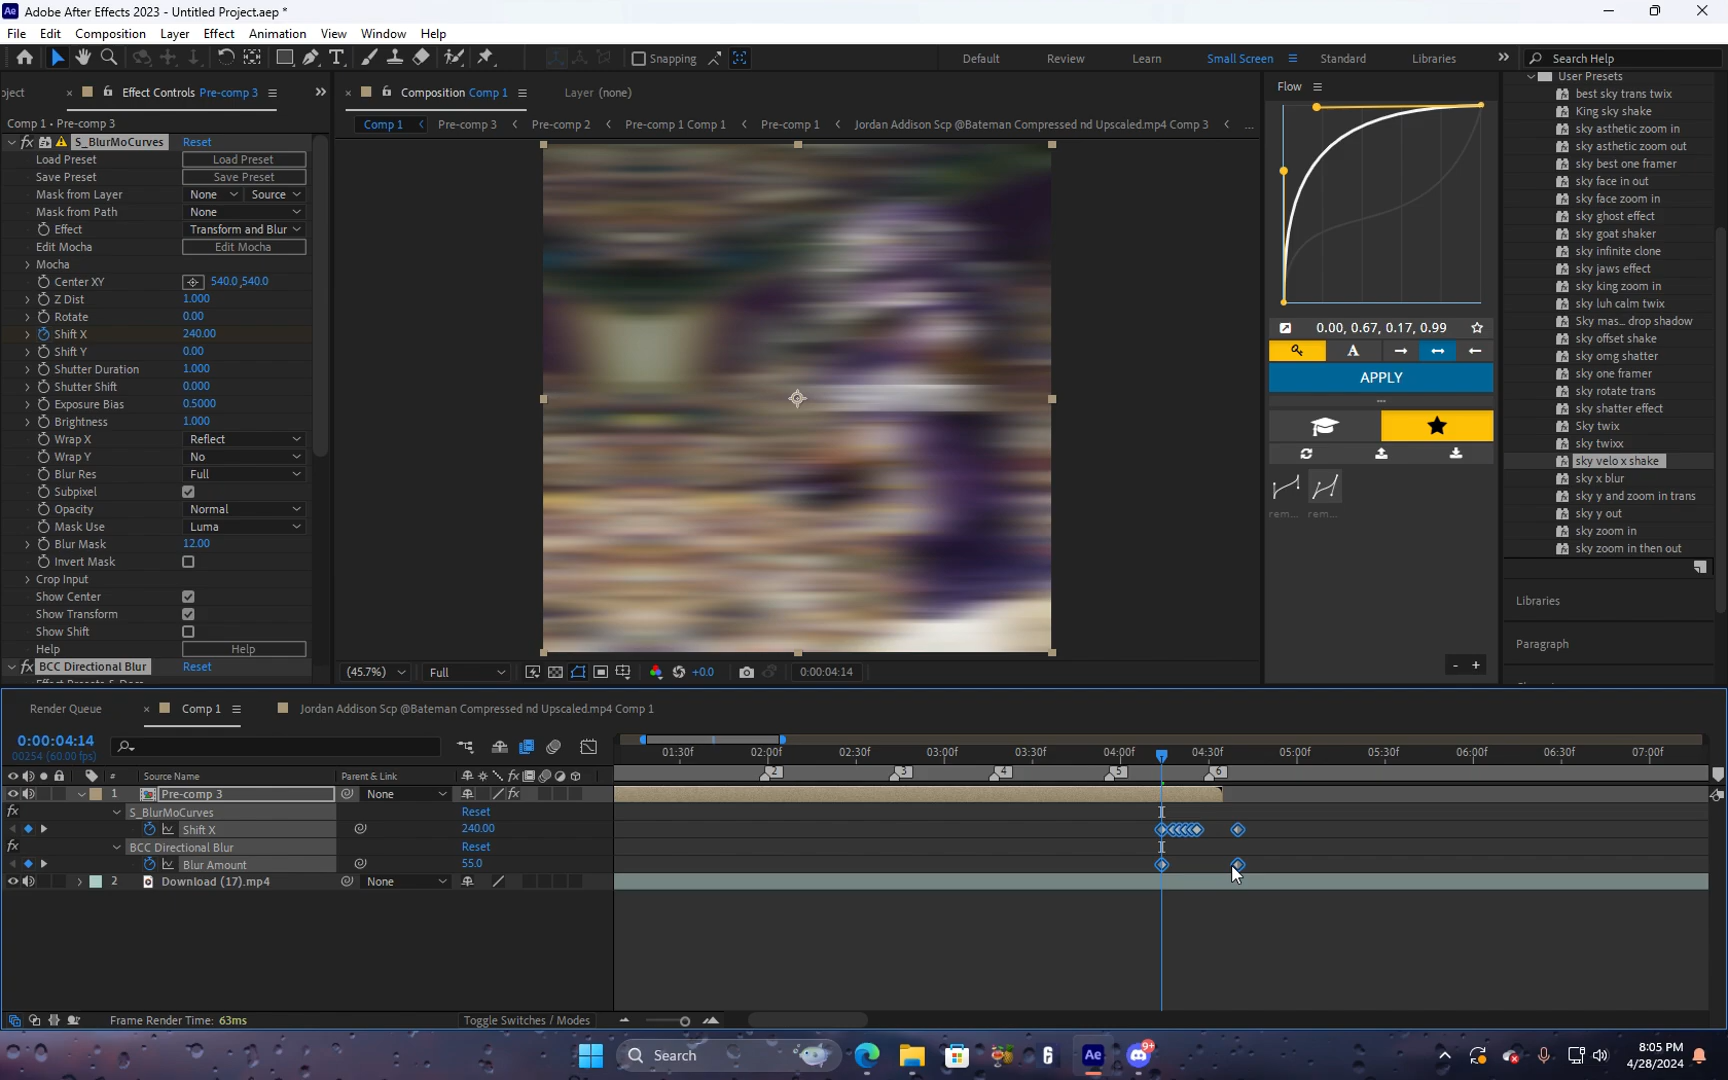 Adobe After Effects 2023 - Untitled Project.aep *
File Edit Composition Layer Effect Animation View Window Help
Snapping
Default Review Learn Small Screen Standard Libraries
Search Help
oject
Effect Controls Pre-comp 3
Composition Comp 1
Layer (none)
Flow
Comp 1 • Pre-comp 3
Comp 1 Pre-comp 3 Pre-comp 2 Pre-comp 1 Comp 1 Pre-comp 1 Jordan Addison Scp @Bateman Compressed nd Upscaled.mp4 Comp 3 ...
S_BlurMoCurves Reset
Load Preset Load Preset
Save Preset Save Preset
Mask from Layer None Source
Mask from Path None
Effect Transform and Blur
Edit Mocha Edit Mocha
Mocha
Center XY 540.0,540.0
Z Dist 1.000
Rotate 0.00
Shift X 240.00
Shift Y 0.00
Shutter Duration 1.000
Shutter Shift 0.000
Exposure Bias 0.5000
Brightness 1.000
Wrap X Reflect
Wrap Y No
Blur Res Full
Subpixel
Opacity Normal
Mask Use Luma
Blur Mask 12.00
Invert Mask
Crop Input
Show Center
Show Transform
Show Shift
Help Help
BCC Directional Blur Reset
(45.7%) Full +0.0 0:00:04:14
0.00, 0.67, 0.17, 0.99
A
APPLY
rem... rem...
- +
User Presets
best sky trans twix
King sky shake
sky asthetic zoom in
sky asthetic zoom out
sky best one framer
sky face in out
sky face zoom in
sky ghost effect
sky goat shaker
sky infinite clone
sky jaws effect
sky king zoom in
sky luh calm twix
Sky mas... drop shadow
sky offset shake
sky omg shatter
sky one framer
sky rotate trans
sky shatter effect
Sky twix
sky twixx
sky velo x shake
sky x blur
sky y and zoom in trans
sky y out
sky zoom in
sky zoom in then out
Libraries
Paragraph
Render Queue Comp 1 Jordan Addison Scp @Bateman Compressed nd Upscaled.mp4 Comp 1
0:00:04:14
00254 (60.00 fps)
01:30f 02:00f 02:30f 03:00f 03:30f 04:00f 04:30f 05:00f 05:30f 06:00f 06:30f 07:00f
2 3 4 5 6
# Source Name Parent & Link
1 Pre-comp 3 None
S_BlurMoCurves Reset
Shift X 240.00
BCC Directional Blur Reset
Blur Amount 55.0
2 Download (17).mp4 None
Frame Render Time: 63ms Toggle Switches / Modes
Search
Ae
9+
8:05 PM
4/28/2024